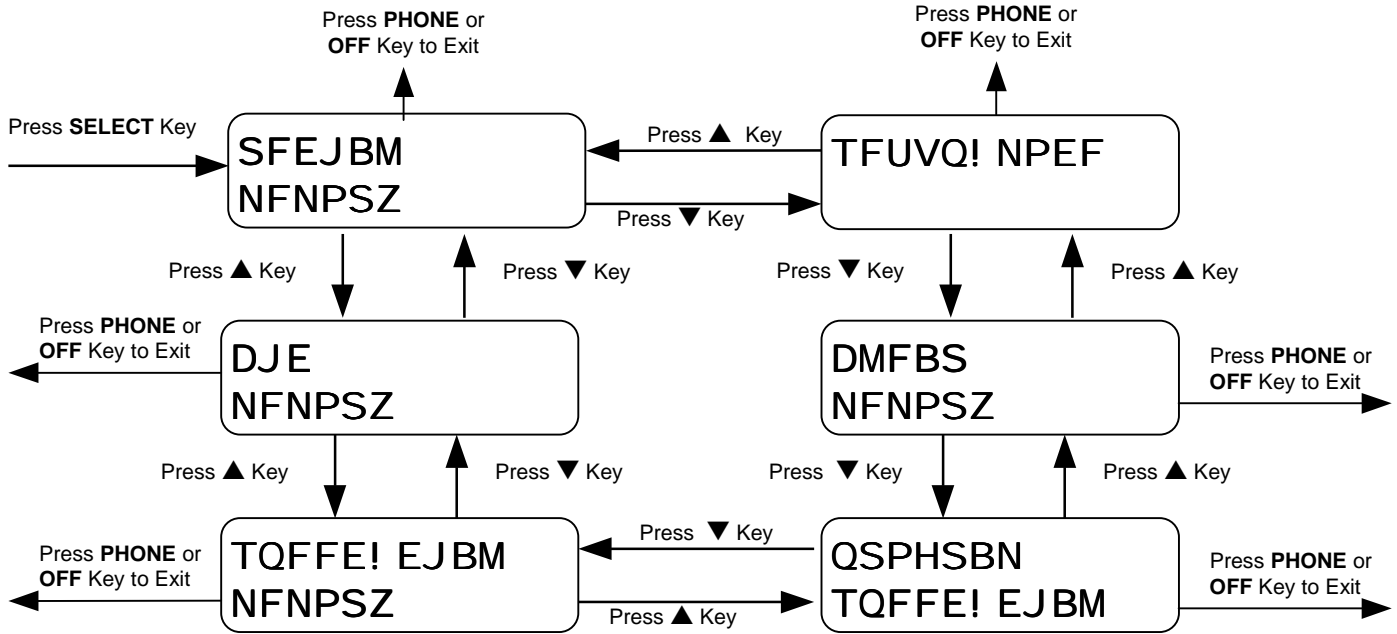 Press PHONE or
OFF Key to Exit
Press PHONE or
OFF Key to Exit
Press SELECT Key
SFEJBM
NFNPSZ
Press ▲ Key
Press ▼ Key
TFUVQ! NPEF
Press ▲ Key
Press ▼ Key
Press ▼ Key
Press ▲ Key
Press PHONE or
OFF Key to Exit
DJE
NFNPSZ
DMFBS
NFNPSZ
Press PHONE or
OFF Key to Exit
Press ▲ Key
Press ▼ Key
Press ▼ Key
Press ▲ Key
Press PHONE or
OFF Key to Exit
TQFFE! EJBM
NFNPSZ
Press ▼ Key
Press ▲ Key
QSPHSBN
TQFFE! EJBM
Press PHONE or
OFF Key to Exit